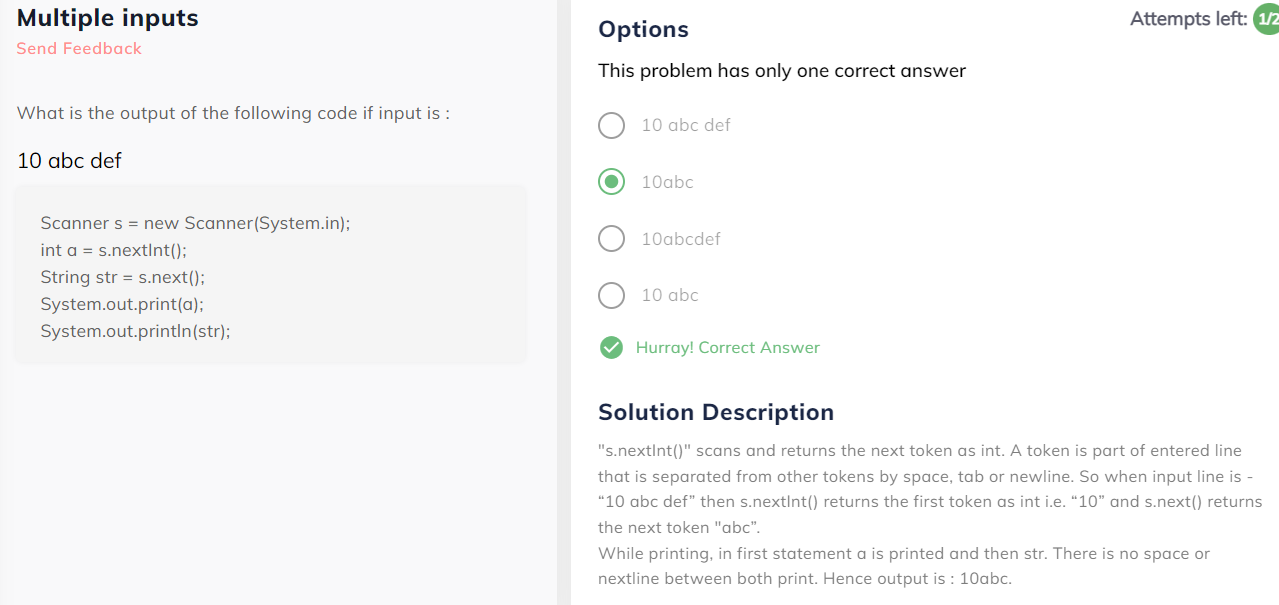 Multiple inputs
Send Feedback
What is the output of the following code if input is :
10 abc def
Scanner s = new Scanner(System.in);
int a = s.nextInt();
String str = s.next();
System.out.print(a);
System.out.println(str);
Attempts left: 1/2
Options
This problem has only one correct answer
10 abc def
10abc
10abcdef
10 abc
Hurray! Correct Answer
Solution Description
"s.nextInt()" scans and returns the next token as int. A token is part of entered line
that is separated from other tokens by space, tab or newline. So when input line is -
“10 abc def” then s.nextInt() returns the first token as int i.e. “10” and s.next() returns
the next token "abc”.
While printing, in first statement a is printed and then str. There is no space or
nextline between both print. Hence output is : 10abc.